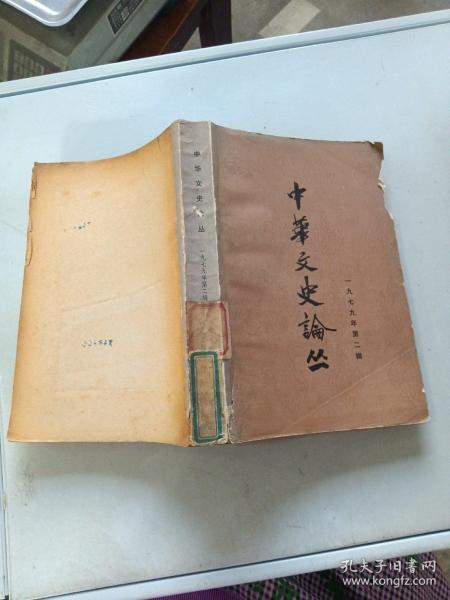 中華文史論丛
一九七九年第二辑
中华文史论丛
一九七九年第二辑
孔夫子旧书网
www.kongfz.com